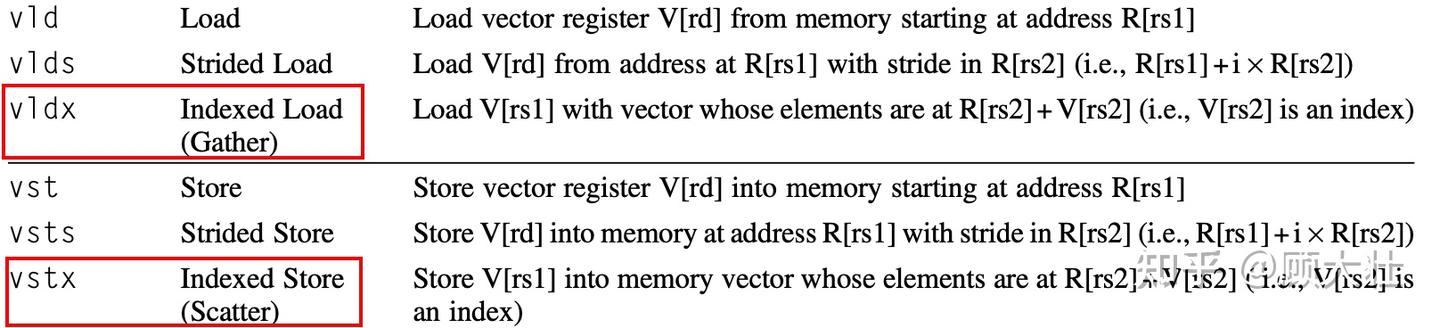 vld Load Load vector register V[rd] from memory starting at address R[rs1]
vlds Strided Load Load V[rd] from address at R[rs1] with stride in R[rs2] (i.e., R[rs1]+i×R[rs2])
vldx Indexed Load Load V[rs1] with vector whose elements are at R[rs2]+V[rs2] (i.e., V[rs2] is an index)
(Gather)
vst Store Store vector register V[rd] into memory starting at address R[rs1]
vsts Strided Store Store V[rd] into memory at address R[rs1] with stride in R[rs2] (i.e., R[rs1]+i×R[rs2])
vstx Indexed Store Store V[rs1] into memory vector whose elements are at R[rs2]+V[rs2] (i.e., V[rs2] is
(Scatter) an index)
知乎 @顾大壮